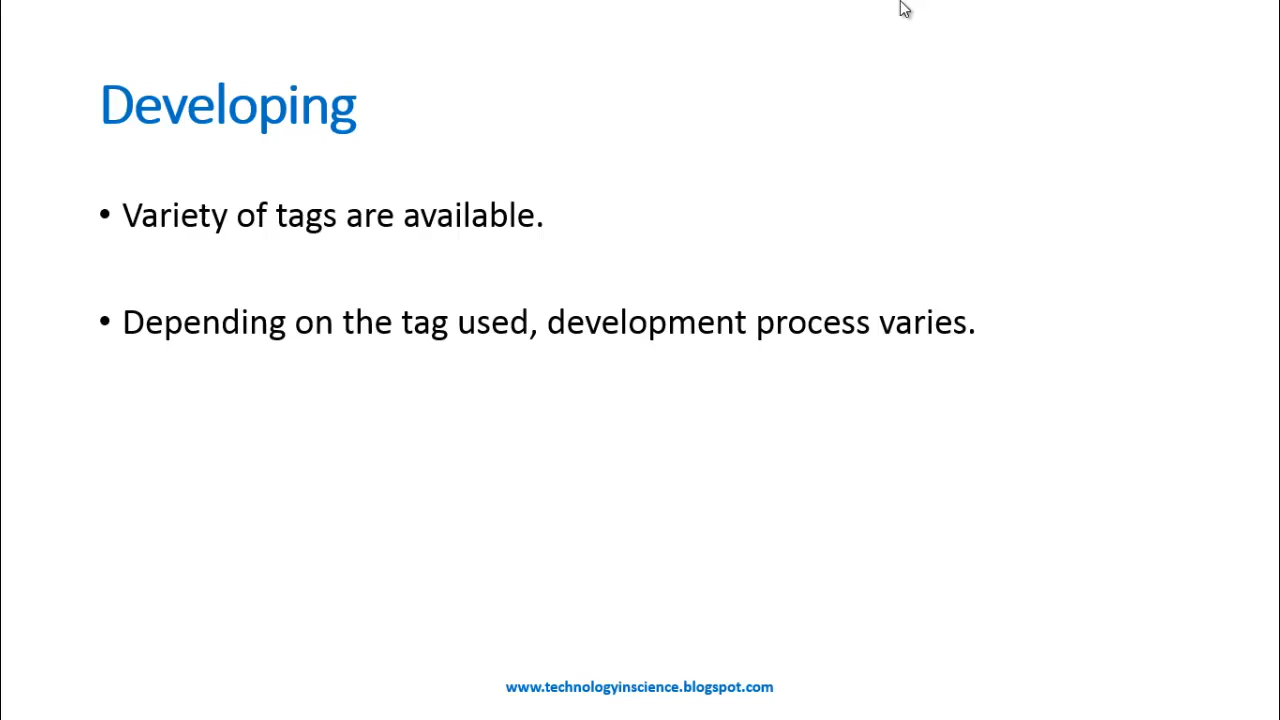 Developing
• Variety of tags are available.
• Depending on the tag used, development process varies.
www.technologyinscience.blogspot.com